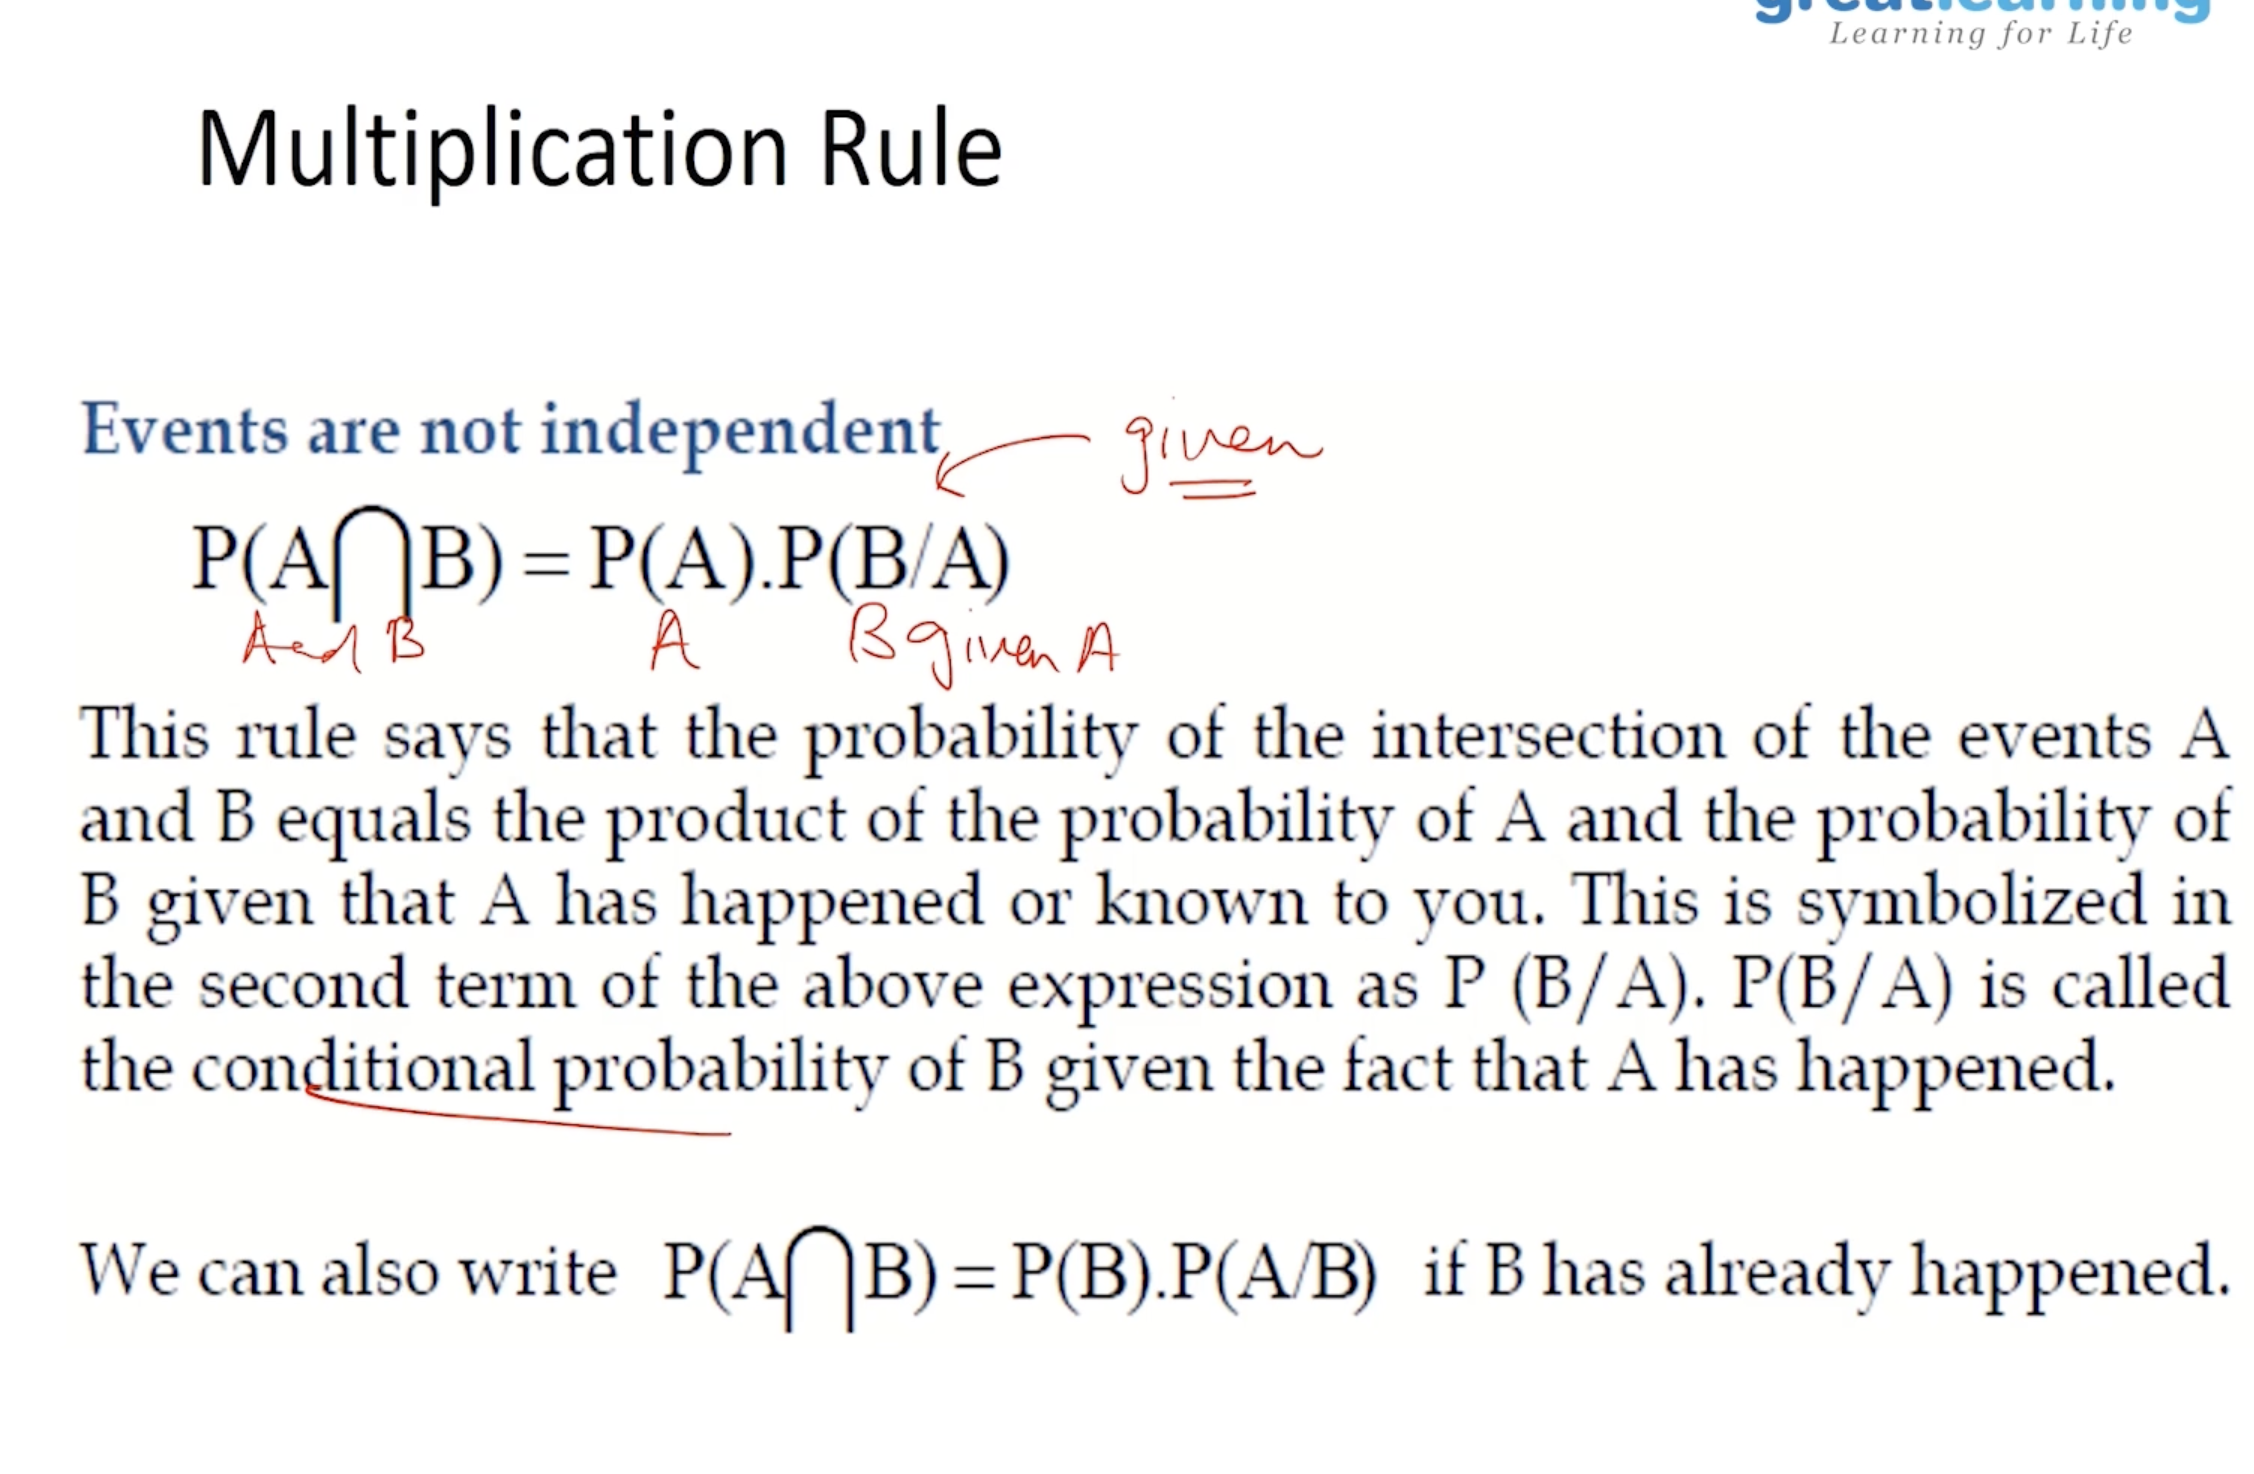 greatlearning
Learning for Life
Multiplication Rule
Events are not independent
given
P(A⋂B) = P(A).P(B/A)
A and B A B given A
This rule says that the probability of the intersection of the events A
and B equals the product of the probability of A and the probability of
B given that A has happened or known to you. This is symbolized in
the second term of the above expression as P (B/A). P(B/A) is called
the conditional probability of B given the fact that A has happened.
We can also write P(A⋂B) = P(B).P(A/B) if B has already happened.